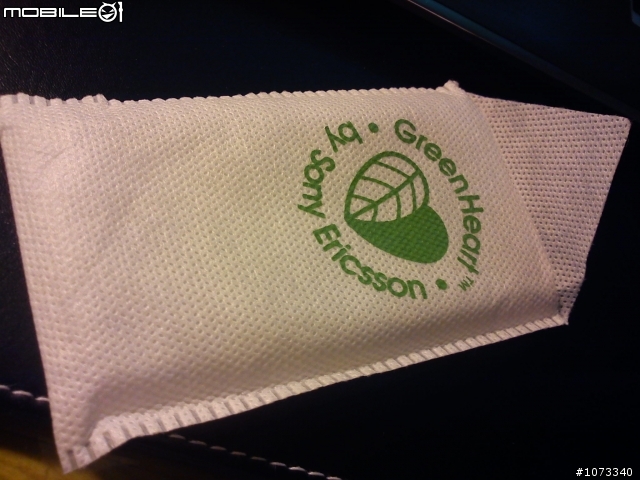 MOBILE01
GreenHeart™
by Sony Ericsson
#1073340